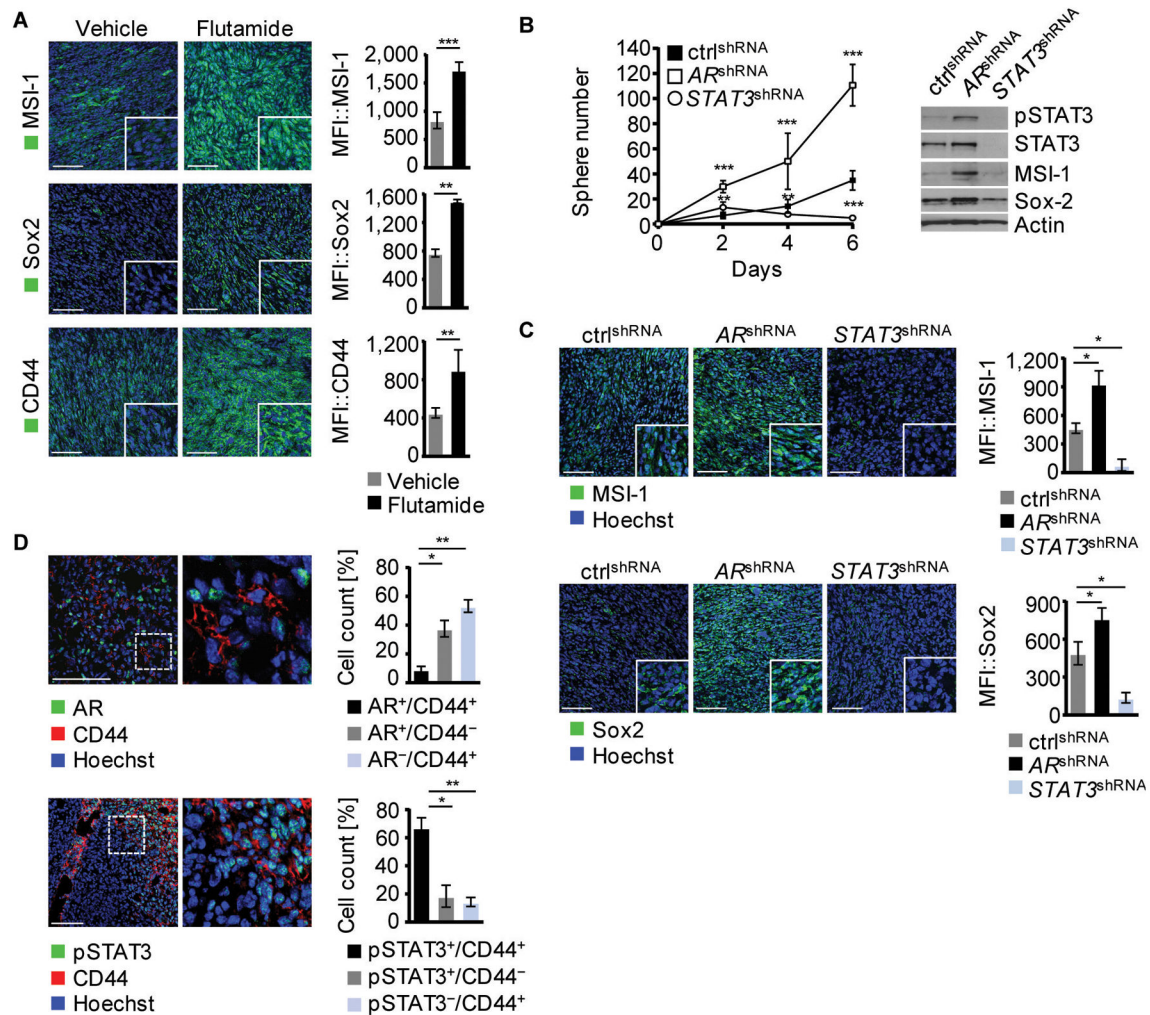 A
Vehicle Flutamide
MSI-1
Sox2
CD44
2,000
1,500
1,000
500
0
MFI::MSI-1
***
1,600
1,200
800
400
0
MFI::Sox2
**
1,200
800
400
0
MFI::CD44
**
Vehicle
Flutamide
B
140
120
100
80
60
40
20
0
Sphere number
ctrlshRNA
ARshRNA
STAT3shRNA
***
***
***
**
**
***
0 2 4 6
Days
ctrlshRNA
ARshRNA
STAT3shRNA
pSTAT3
STAT3
MSI-1
Sox-2
Actin
C
ctrlshRNA ARshRNA STAT3shRNA
MSI-1
Hoechst
1,200
900
600
300
0
MFI::MSI-1
*
*
ctrlshRNA
ARshRNA
STAT3shRNA
ctrlshRNA ARshRNA STAT3shRNA
Sox2
Hoechst
900
600
300
0
MFI::Sox2
*
*
ctrlshRNA
ARshRNA
STAT3shRNA
D
AR
CD44
Hoechst
80
60
40
20
0
Cell count [%]
**
*
AR+/CD44+
AR+/CD44−
AR−/CD44+
pSTAT3
CD44
Hoechst
80
60
40
20
0
Cell count [%]
**
*
pSTAT3+/CD44+
pSTAT3+/CD44−
pSTAT3−/CD44+